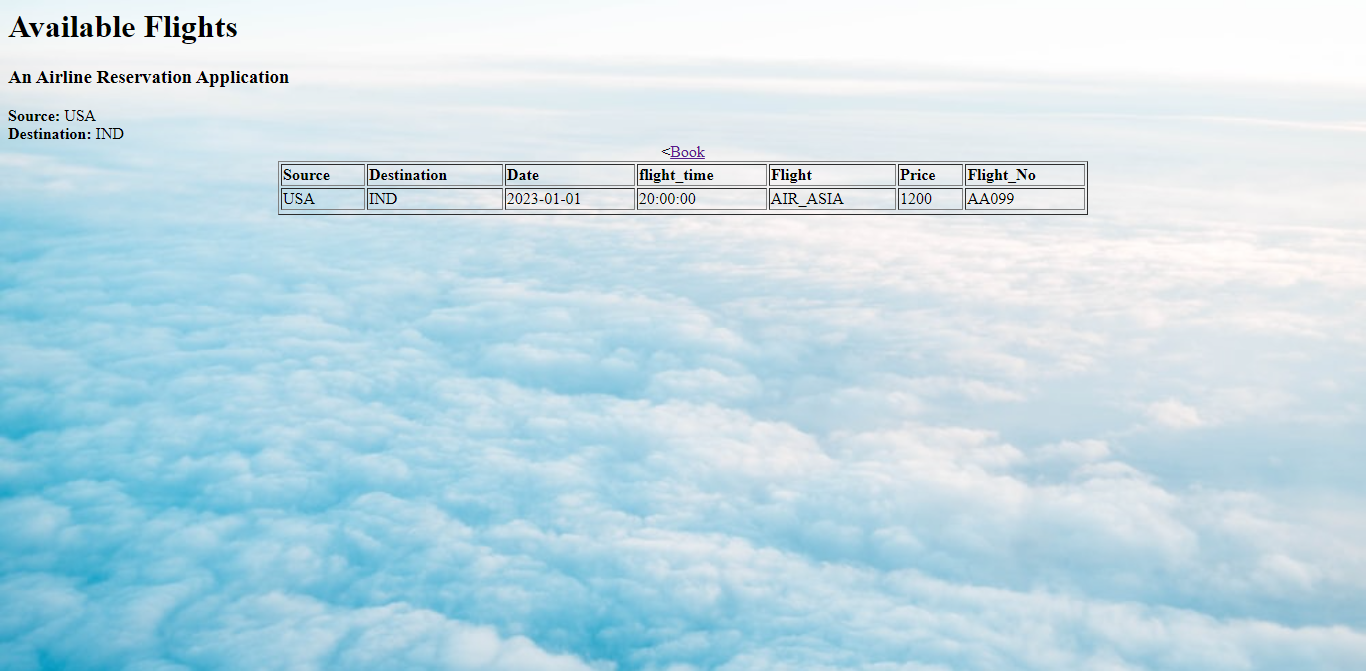 Available Flights
An Airline Reservation Application
Source: USA
Destination: IND
<Book
Source Destination Date flight_time Flight Price Flight_No
USA IND 2023-01-01 20:00:00 AIR_ASIA 1200 AA099